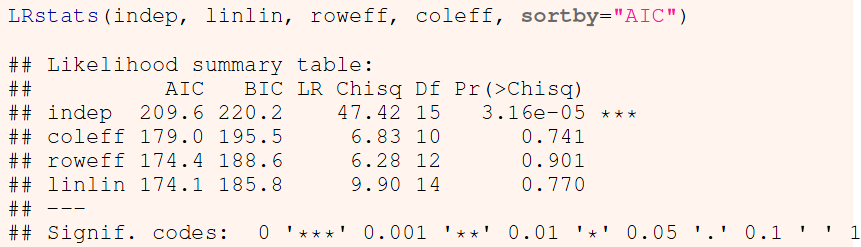 LRstats(indep, linlin, roweff, coleff, sortby="AIC")
## Likelihood summary table:
##          AIC   BIC LR Chisq Df Pr(>Chisq)
## indep  209.6 220.2    47.42 15   3.16e-05 ***
## coleff 179.0 195.5     6.83 10      0.741
## roweff 174.4 188.6     6.28 12      0.901
## linlin 174.1 185.8     9.90 14      0.770
## ---
## Signif. codes:  0 '***' 0.001 '**' 0.01 '*' 0.05 '.' 0.1 ' ' 1